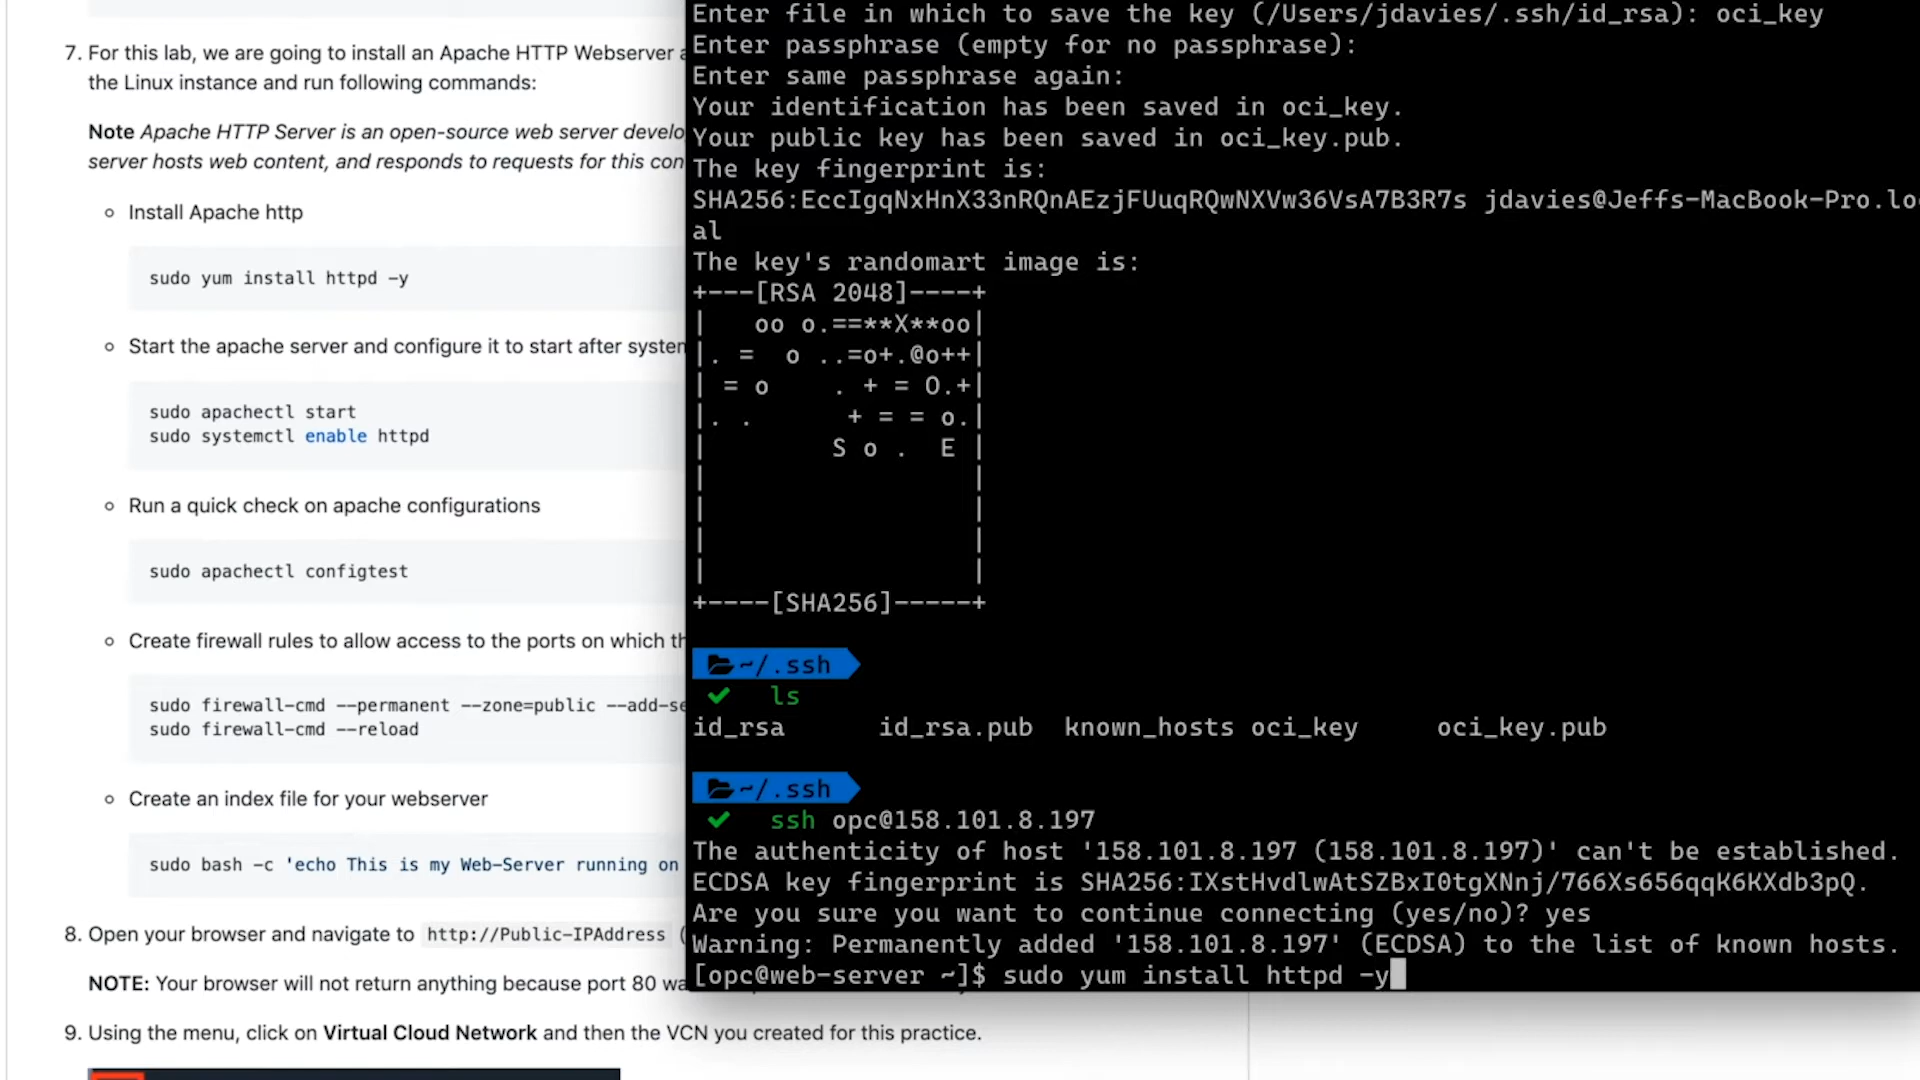 7. For this lab, we are going to install an Apache HTTP Webserver
the Linux instance and run following commands:
Note Apache HTTP Server is an open-source web server develo
server hosts web content, and responds to requests for this con
Install Apache http
sudo yum install httpd -y
Start the apache server and configure it to start after system
sudo apachectl start
sudo systemctl enable httpd
Run a quick check on apache configurations
sudo apachectl configtest
Create firewall rules to allow access to the ports on which th
sudo firewall-cmd --permanent --zone=public --add-se
sudo firewall-cmd --reload
Create an index file for your webserver
sudo bash -c 'echo This is my Web-Server running on
8. Open your browser and navigate to http://Public-IPAddress (
NOTE: Your browser will not return anything because port 80 wa
9. Using the menu, click on Virtual Cloud Network and then the VCN you created for this practice.
Enter file in which to save the key (/Users/jdavies/.ssh/id_rsa): oci_key
Enter passphrase (empty for no passphrase):
Enter same passphrase again:
Your identification has been saved in oci_key.
Your public key has been saved in oci_key.pub.
The key fingerprint is:
SHA256:EccIgqNxHnX33nRQnAEzjFUuqRQwNXVw36VsA7B3R7s jdavies@Jeffs-MacBook-Pro.loc
al
The key's randomart image is:
+---[RSA 2048]----+
|   oo o.==**X**oo|
|. =  o ..=o+.@o++|
| = o    . + = O.+|
|. .      + = = o.|
|        S o .  E |
|                 |
|                 |
|                 |
|                 |
+----[SHA256]-----+
~/.ssh
✔ ls
id_rsa id_rsa.pub known_hosts oci_key oci_key.pub
~/.ssh
✔ ssh opc@158.101.8.197
The authenticity of host '158.101.8.197 (158.101.8.197)' can't be established.
ECDSA key fingerprint is SHA256:IXstHvdlwAtSZBxI0tgXNnj/766Xs656qqK6KXdb3pQ.
Are you sure you want to continue connecting (yes/no)? yes
Warning: Permanently added '158.101.8.197' (ECDSA) to the list of known hosts.
[opc@web-server ~]$ sudo yum install httpd -y